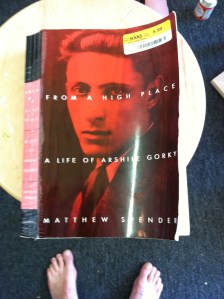 FROM A HIGH PLACE
A LIFE OF ARSHILE GORKY
MATTHEW SPENDER